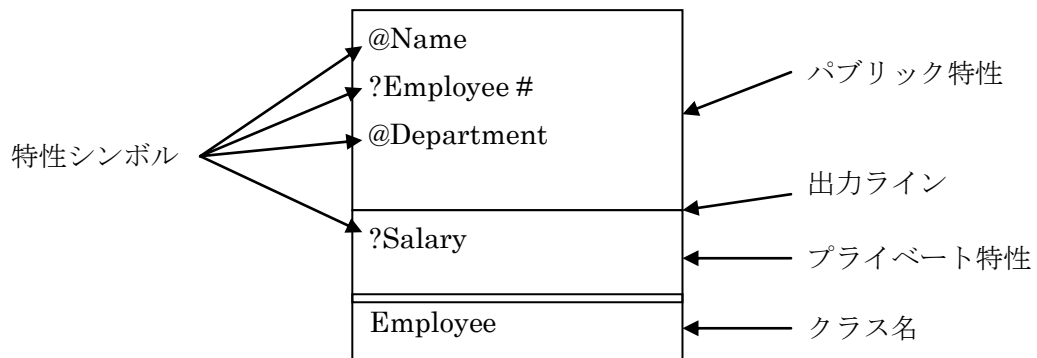 @Name
?Employee #
@Department
?Salary
Employee
特性シンボル
パブリック特性
出力ライン
プライベート特性
クラス名